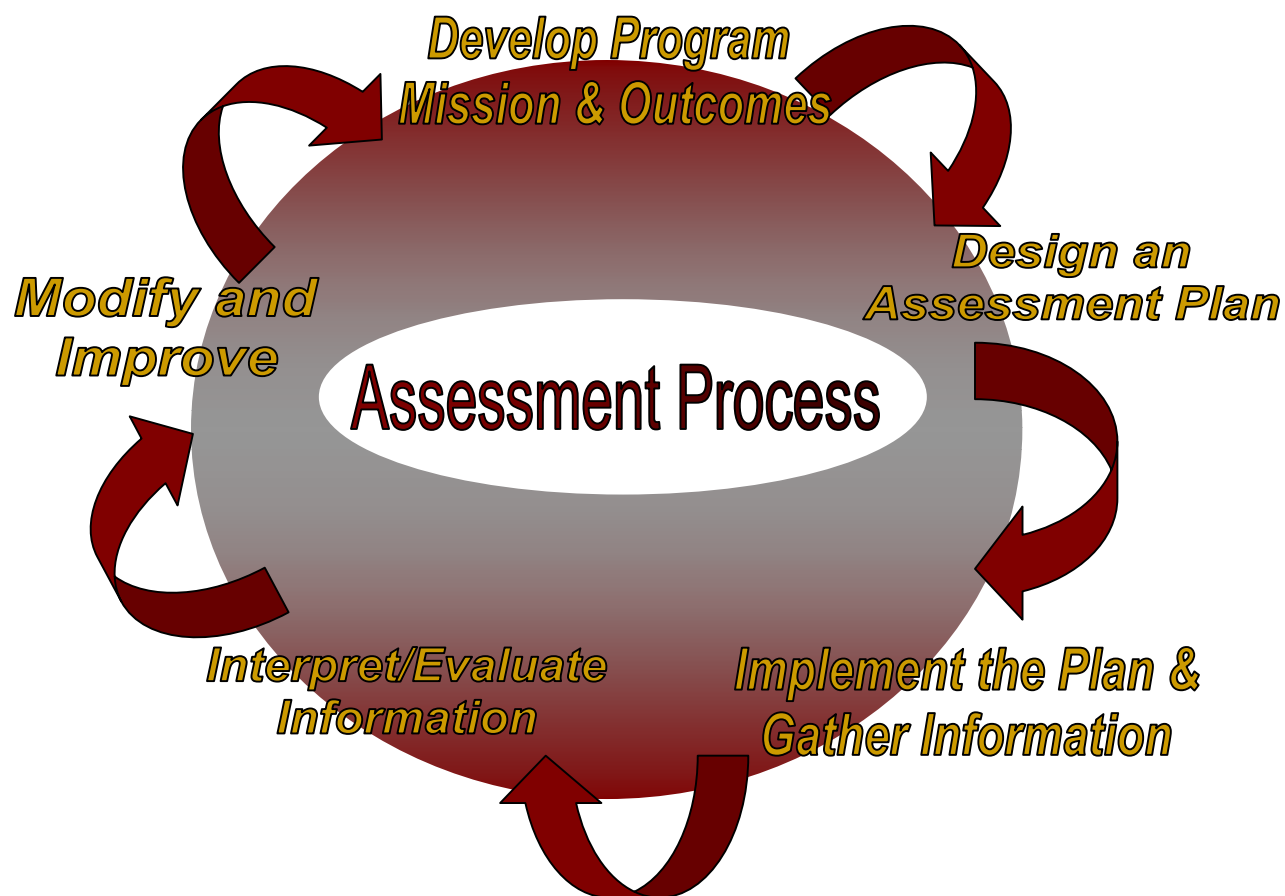 Develop Program
Mission & Outcomes
Design an
Assessment Plan
Implement the Plan &
Gather Information
Interpret/Evaluate
Information
Modify and
Improve
Assessment Process